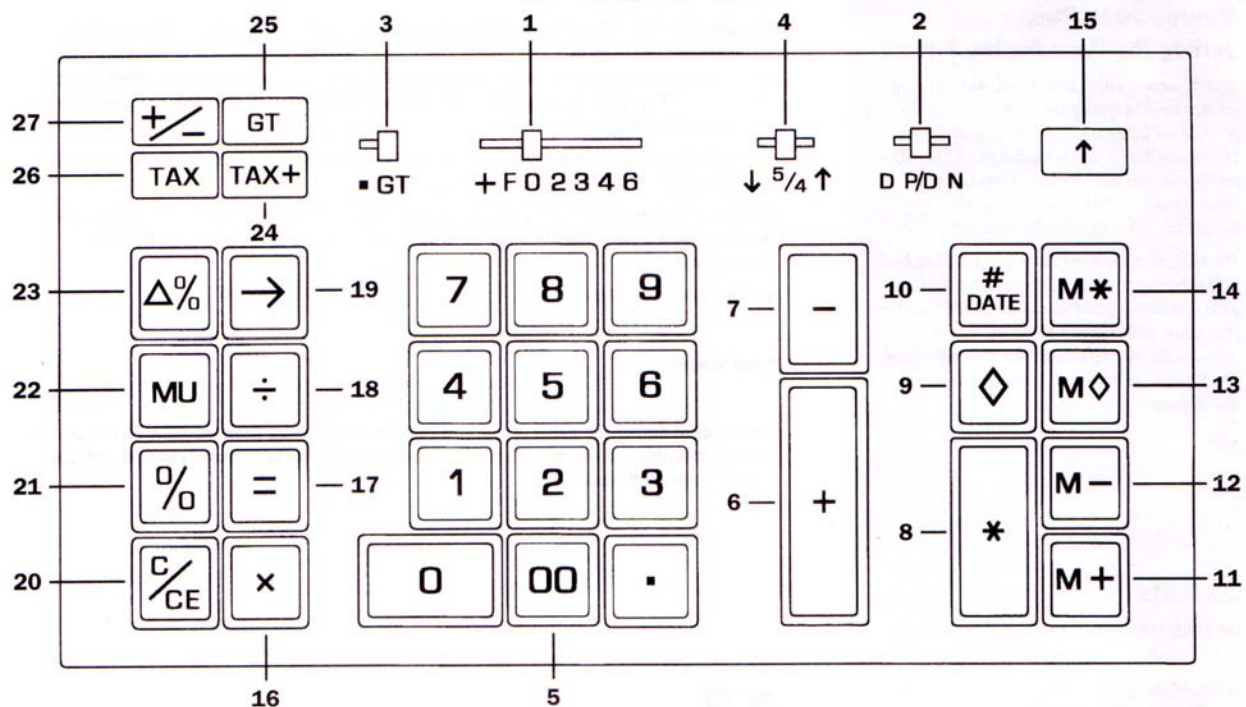 25 3 1 4 2 15
27 +/− GT
26 TAX TAX+ ▪ GT + F 0 2 3 4 6 ↓ 5/4 ↑ D P/D N ↑
24
23 Δ% → 19 7 8 9 7 − 10 # DATE M* 14
22 MU ÷ 18 4 5 6 9 ◊ M◊ 13
21 % = 17 1 2 3 6 + 8 * M− 12
20 C/CE × 0 00 . M+ 11
16 5